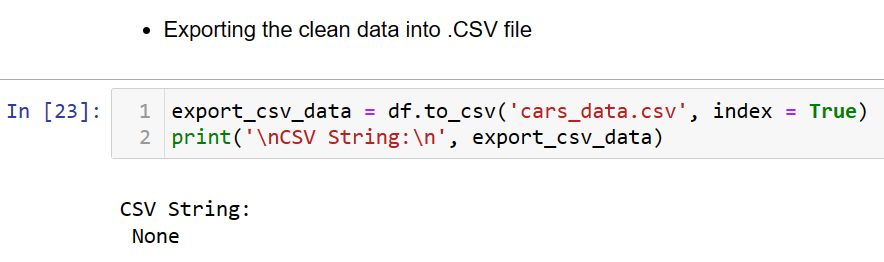 • Exporting the clean data into .CSV file
In [23]:
1 export_csv_data = df.to_csv('cars_data.csv', index = True)
2 print('\nCSV String:\n', export_csv_data)
CSV String:
 None